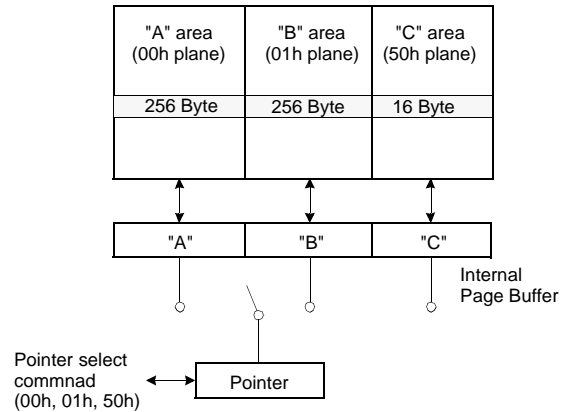 "A" area
(00h plane)
"B" area
(01h plane)
"C" area
(50h plane)
256 Byte
256 Byte
16 Byte
"A"
"B"
"C"
Internal
Page Buffer
Pointer select
commnad
(00h, 01h, 50h)
Pointer